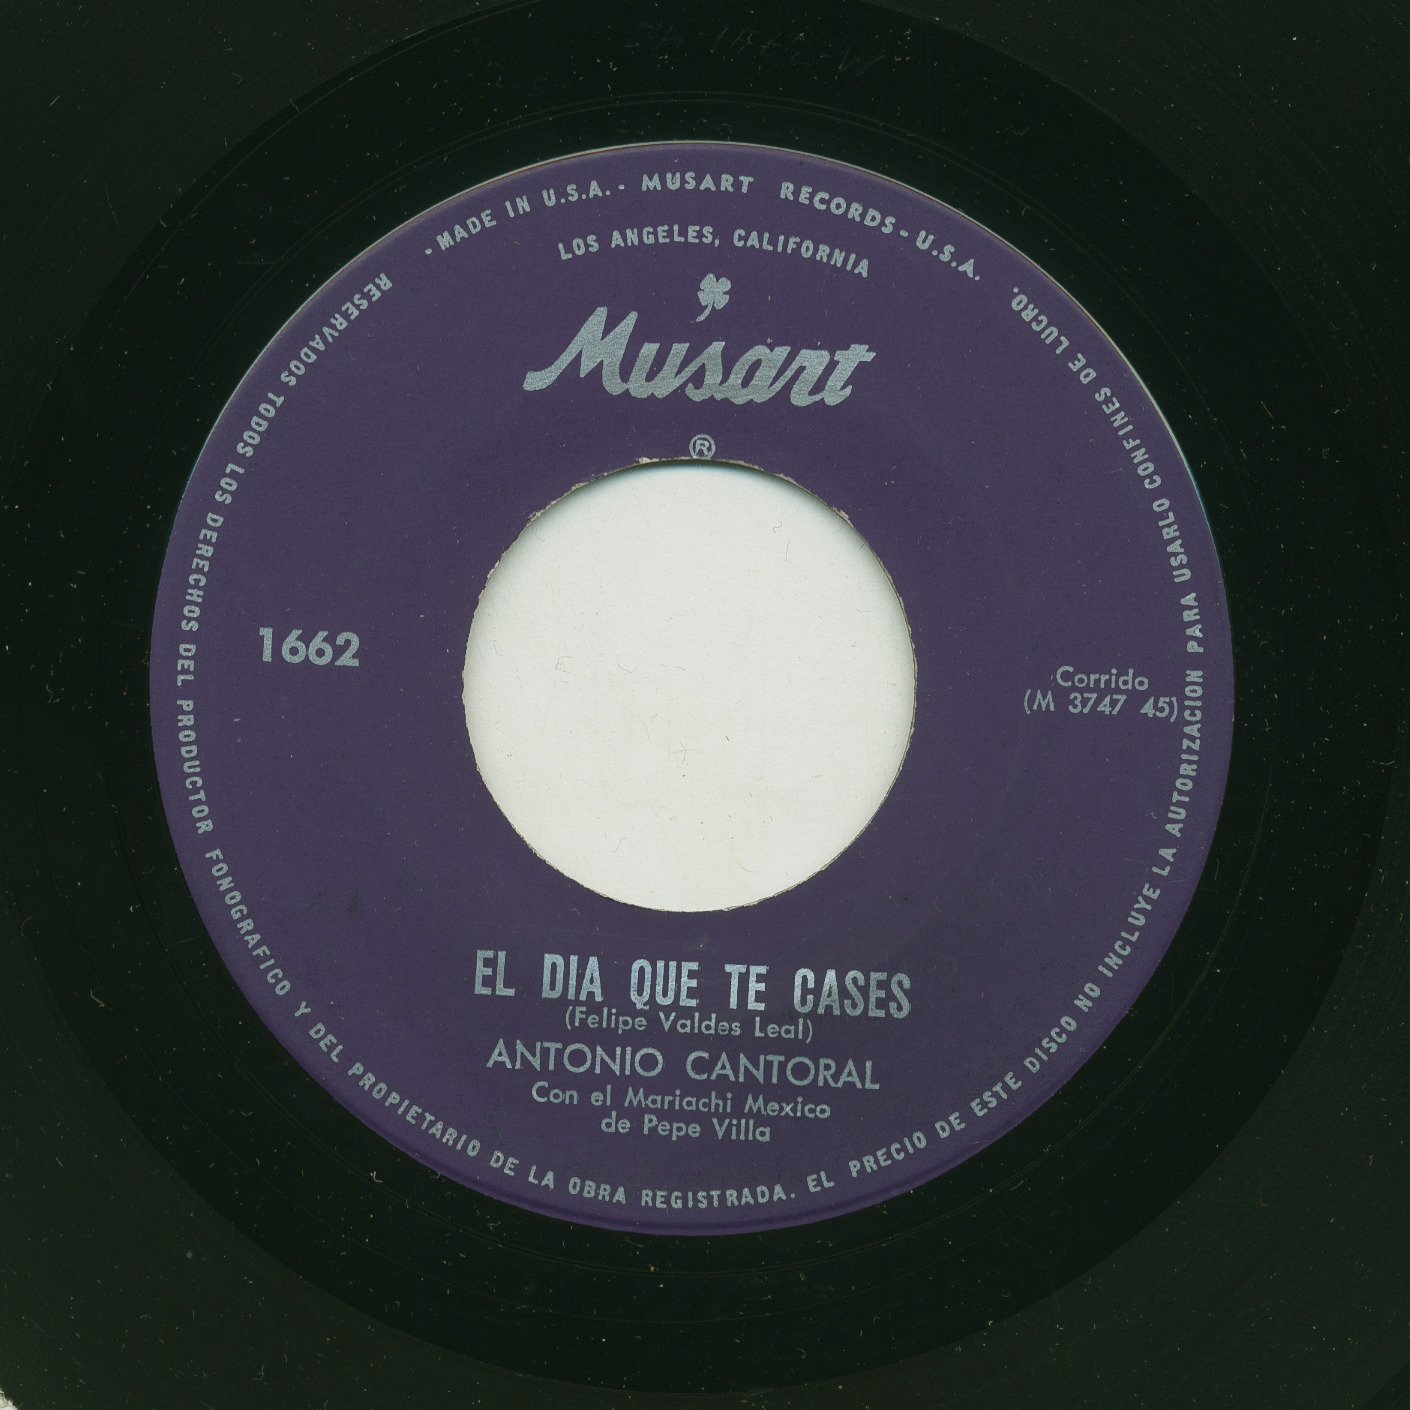 - MADE IN U.S.A. - MUSART RECORDS - U.S.A.
LOS ANGELES, CALIFORNIA
Musart
®
1662
Corrido
(M 3747 45)
EL DIA QUE TE CASES
(Felipe Valdes Leal)
ANTONIO CANTORAL
Con el Mariachi Mexico
de Pepe Villa
RESERVADOS TODOS LOS DERECHOS DEL PRODUCTOR FONOGRAFICO Y DEL PROPIETARIO DE LA OBRA REGISTRADA. EL PRECIO DE ESTE DISCO NO INCLUYE LA AUTORIZACION PARA USARLO CONFINES DE LUCRO.